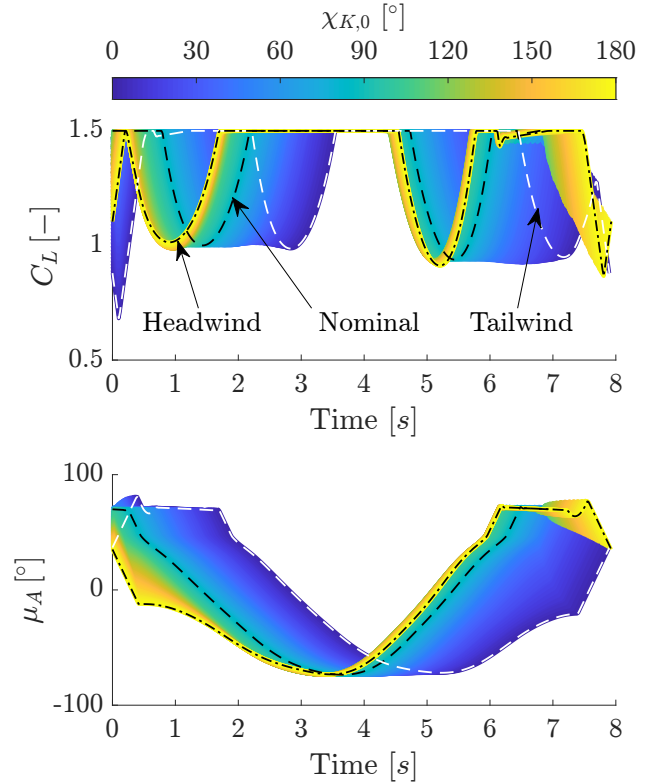 χ_{K,0} [°]
0 30 60 90 120 150 180
1.5
1
0.5
C_L [−]
Headwind Nominal Tailwind
0 1 2 3 4 5 6 7 8
Time [s]
100
0
-100
μ_A [°]
0 1 2 3 4 5 6 7 8
Time [s]